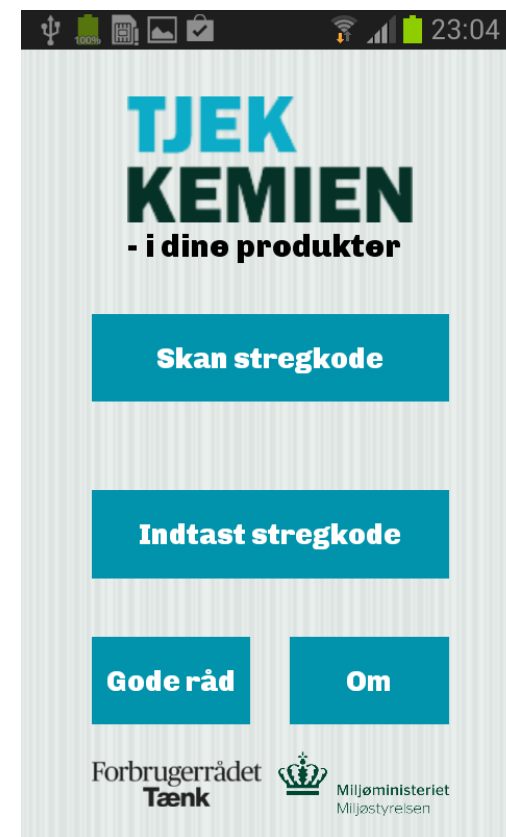 100%
23:04
TJEK
KEMIEN
- i dine produkter
Skan stregkode
Indtast stregkode
Gode råd
Om
Forbrugerrådet
Tænk
Miljøministeriet
Miljøstyrelsen